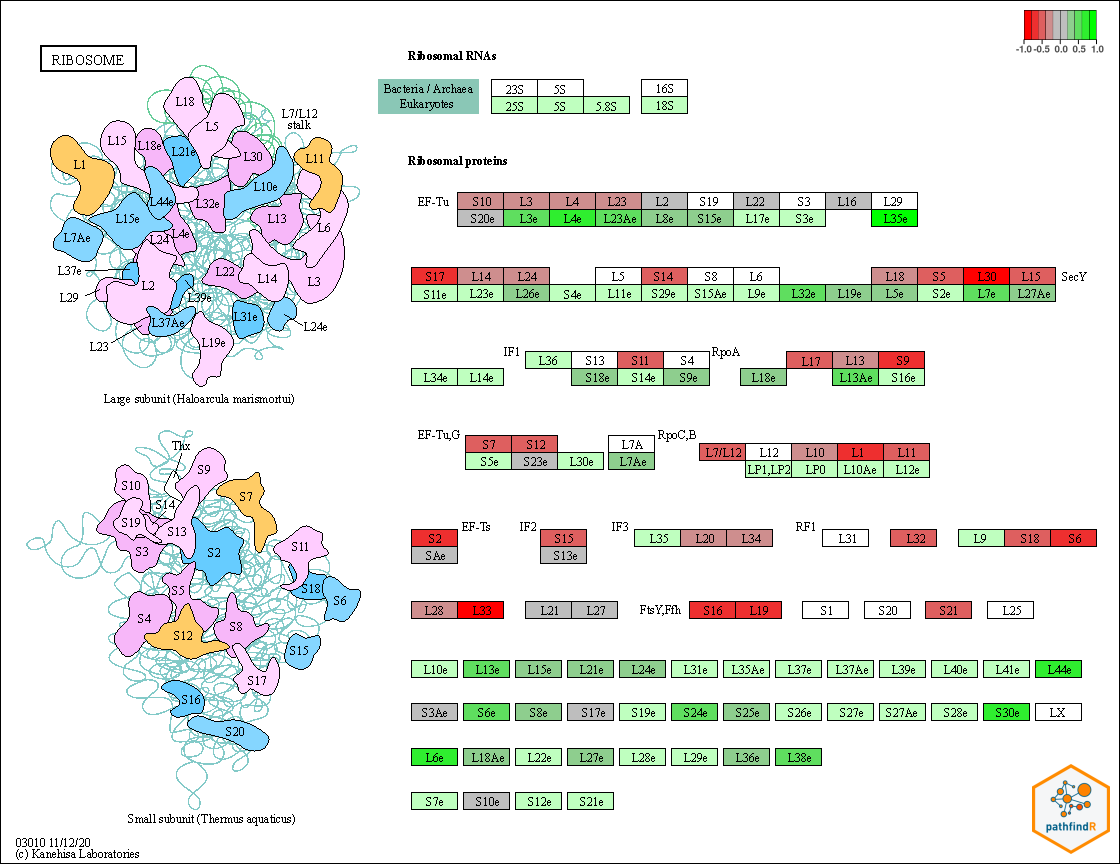 RIBOSOME
Ribosomal RNAs
-1.0 -0.5 0.0 0.5 1.0
Bacteria / Archaea
Eukaryotes
23S 5S 16S
25S 5S 5.8S 18S
L18
L5
L7/L12
stalk
L15
L18e
L21e
L30
L11
L1
L10e
L44e
L32e
L15e
L13
L6
L7Ae
L24
L4e
L37e
L22
L14
L3
L29
L2
L39e
L37Ae
L31e
L24e
L23
L19e
Large subunit (Haloarcula marismortui)
Thx
S9
S10
S7
S14
S19
S13
S3
S2
S11
S5
S18
S6
S4
S12
S8
S15
S17
S16
S20
Small subunit (Thermus aquaticus)
Ribosomal proteins
EF-Tu S10 L3 L4 L23 L2 S19 L22 S3 L16 L29
S20e L3e L4e L23Ae L8e S15e L17e S3e L35e
S17 L14 L24 L5 S14 S8 L6 L18 S5 L30 L15 SecY
S11e L23e L26e S4e L11e S29e S15Ae L9e L32e L19e L5e S2e L7e L27Ae
IF1 L36 S13 S11 S4 RpoA L17 L13 S9
L34e L14e S18e S14e S9e L18e L13Ae S16e
EF-Tu,G S7 S12 L7A RpoC,B L7/L12 L12 L10 L1 L11
S5e S23e L30e L7Ae LP1,LP2 LP0 L10Ae L12e
S2 EF-Ts IF2 S15 IF3 L35 L20 L34 RF1 L31 L32 L9 S18 S6
SAe S13e
L28 L33 L21 L27 FtsY,Ffh S16 L19 S1 S20 S21 L25
L10e L13e L15e L21e L24e L31e L35Ae L37e L37Ae L39e L40e L41e L44e
S3Ae S6e S8e S17e S19e S24e S25e S26e S27e S27Ae S28e S30e LX
L6e L18Ae L22e L27e L28e L29e L36e L38e
S7e S10e S12e S21e
pathfindR
03010 11/12/20
(c) Kanehisa Laboratories